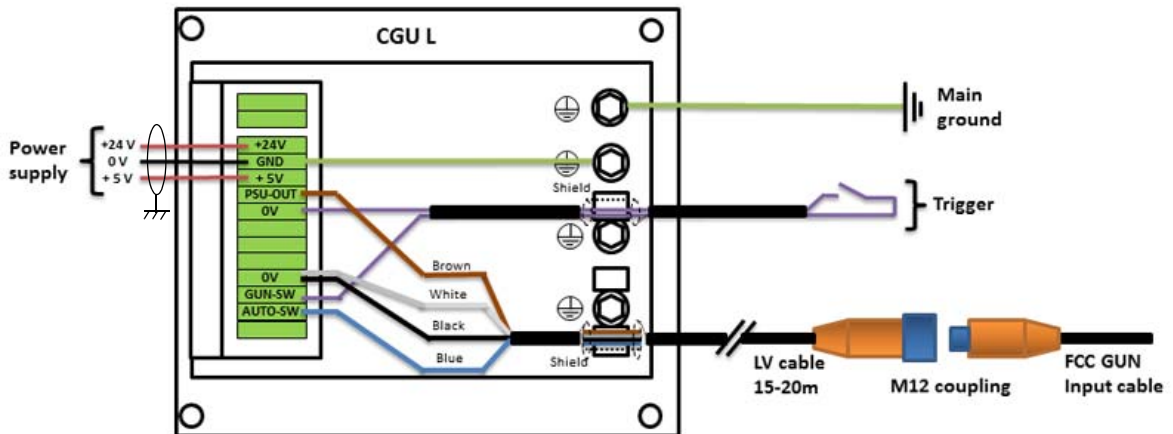 CGU L
Main
ground
Power
supply
+24 V
0 V
+ 5 V
+24V
GND
+ 5V
PSU-OUT
0V
Shield
Trigger
0V
GUN-SW
AUTO-SW
Brown
White
Black
Blue
Shield
LV cable
15-20m
M12 coupling
FCC GUN
Input cable